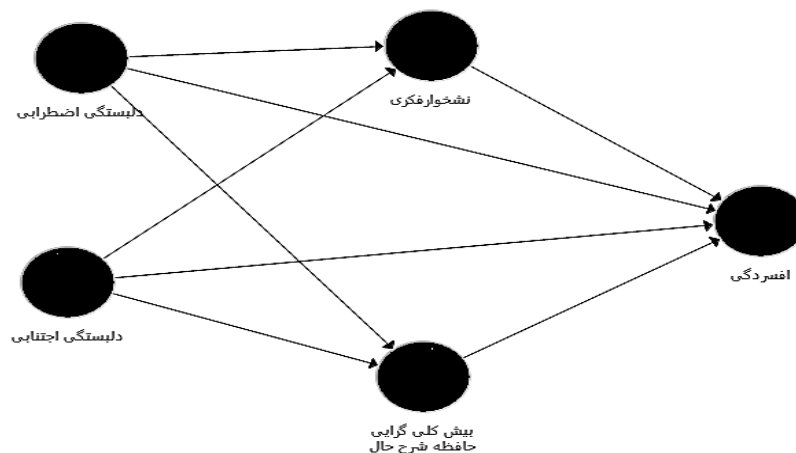 دلبستگی اضطرابی
نشخوارفکری
افسردگی
دلبستگی اجتنابی
بیش کلی گرایی
حافظه شرح حال